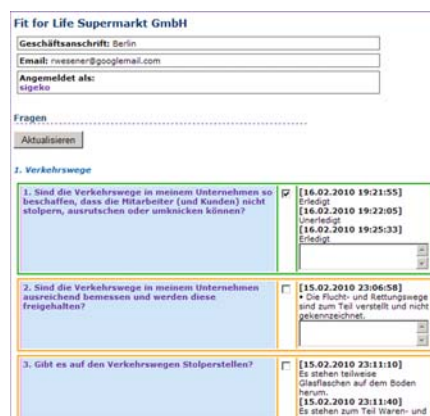 Fit for Life Supermarkt GmbH
Geschäftsanschrift: Berlin
Email: rwesener@googlemail.com
Angemeldet als:
sigeko
Fragen
Aktualisieren
1. Verkehrswege
1. Sind die Verkehrswege in meinem Unternehmen so
beschaffen, dass die Mitarbeiter (und Kunden) nicht
stolpern, ausrutschen oder umknicken können?
[16.02.2010 19:21:55]
Erledigt
[16.02.2010 19:22:05]
Unerledigt
[16.02.2010 19:25:33]
Erledigt
2. Sind die Verkehrswege in meinem Unternehmen
ausreichend bemessen und werden diese
freigehalten?
[15.02.2010 23:06:58]
• Die Flucht- und Rettungswege
sind zum Teil verstellt und nicht
gekennzeichnet.
3. Gibt es auf den Verkehrswegen Stolperstellen?
[15.02.2010 23:11:10]
Es stehen teilweise
Glasflaschen auf dem Boden
herum.
[15.02.2010 23:11:40]
Es stehen zum Teil Waren- und